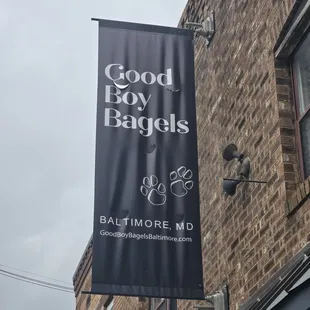 Good
Boy
Bagels
BALTIMORE, MD
GoodBoyBagelsBaltimore.com